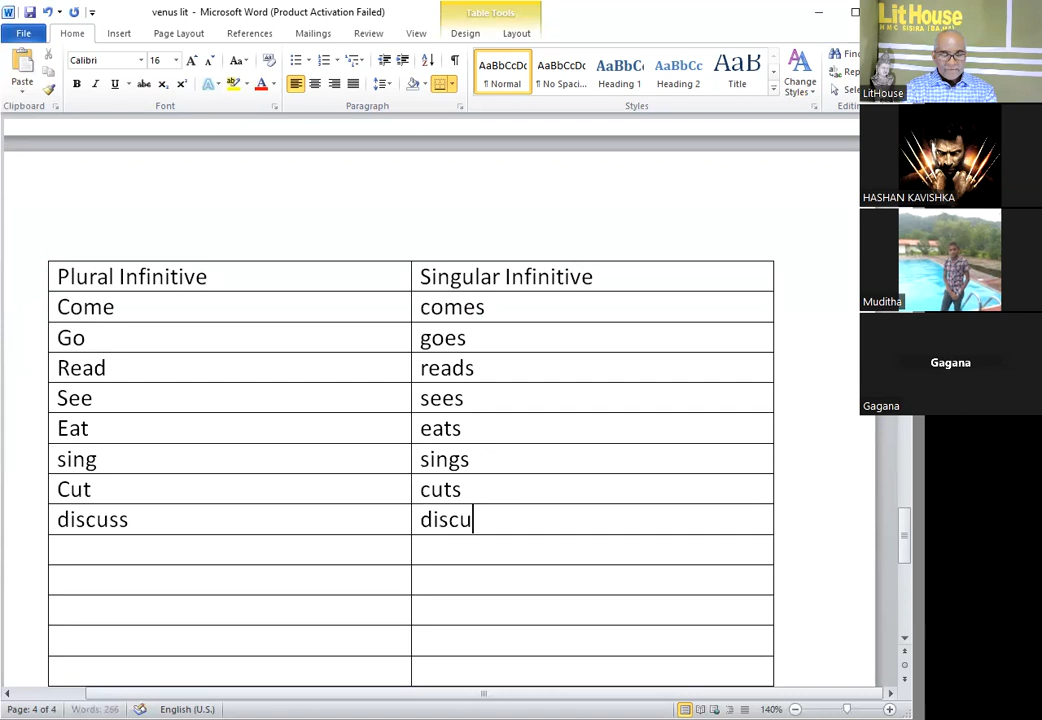 venus lit - Microsoft Word (Product Activation Failed)
Table Tools
File Home Insert Page Layout References Mailings Review View Design Layout
Paste
Calibri 16
AaBbCcDc AaBbCcDc AaBbC AaBbCc AaB
¶ Normal ¶ No Spaci... Heading 1 Heading 2 Title
Change
Styles
Clipboard Font Paragraph Styles
LitHouse
LitHouse
HASHAN KAVISHKA
Muditha
Gagana
Gagana
Plural Infinitive Singular Infinitive
Come comes
Go goes
Read reads
See sees
Eat eats
sing sings
Cut cuts
discuss discu
Page: 4 of 4 Words: 266 English (U.S.) 140%